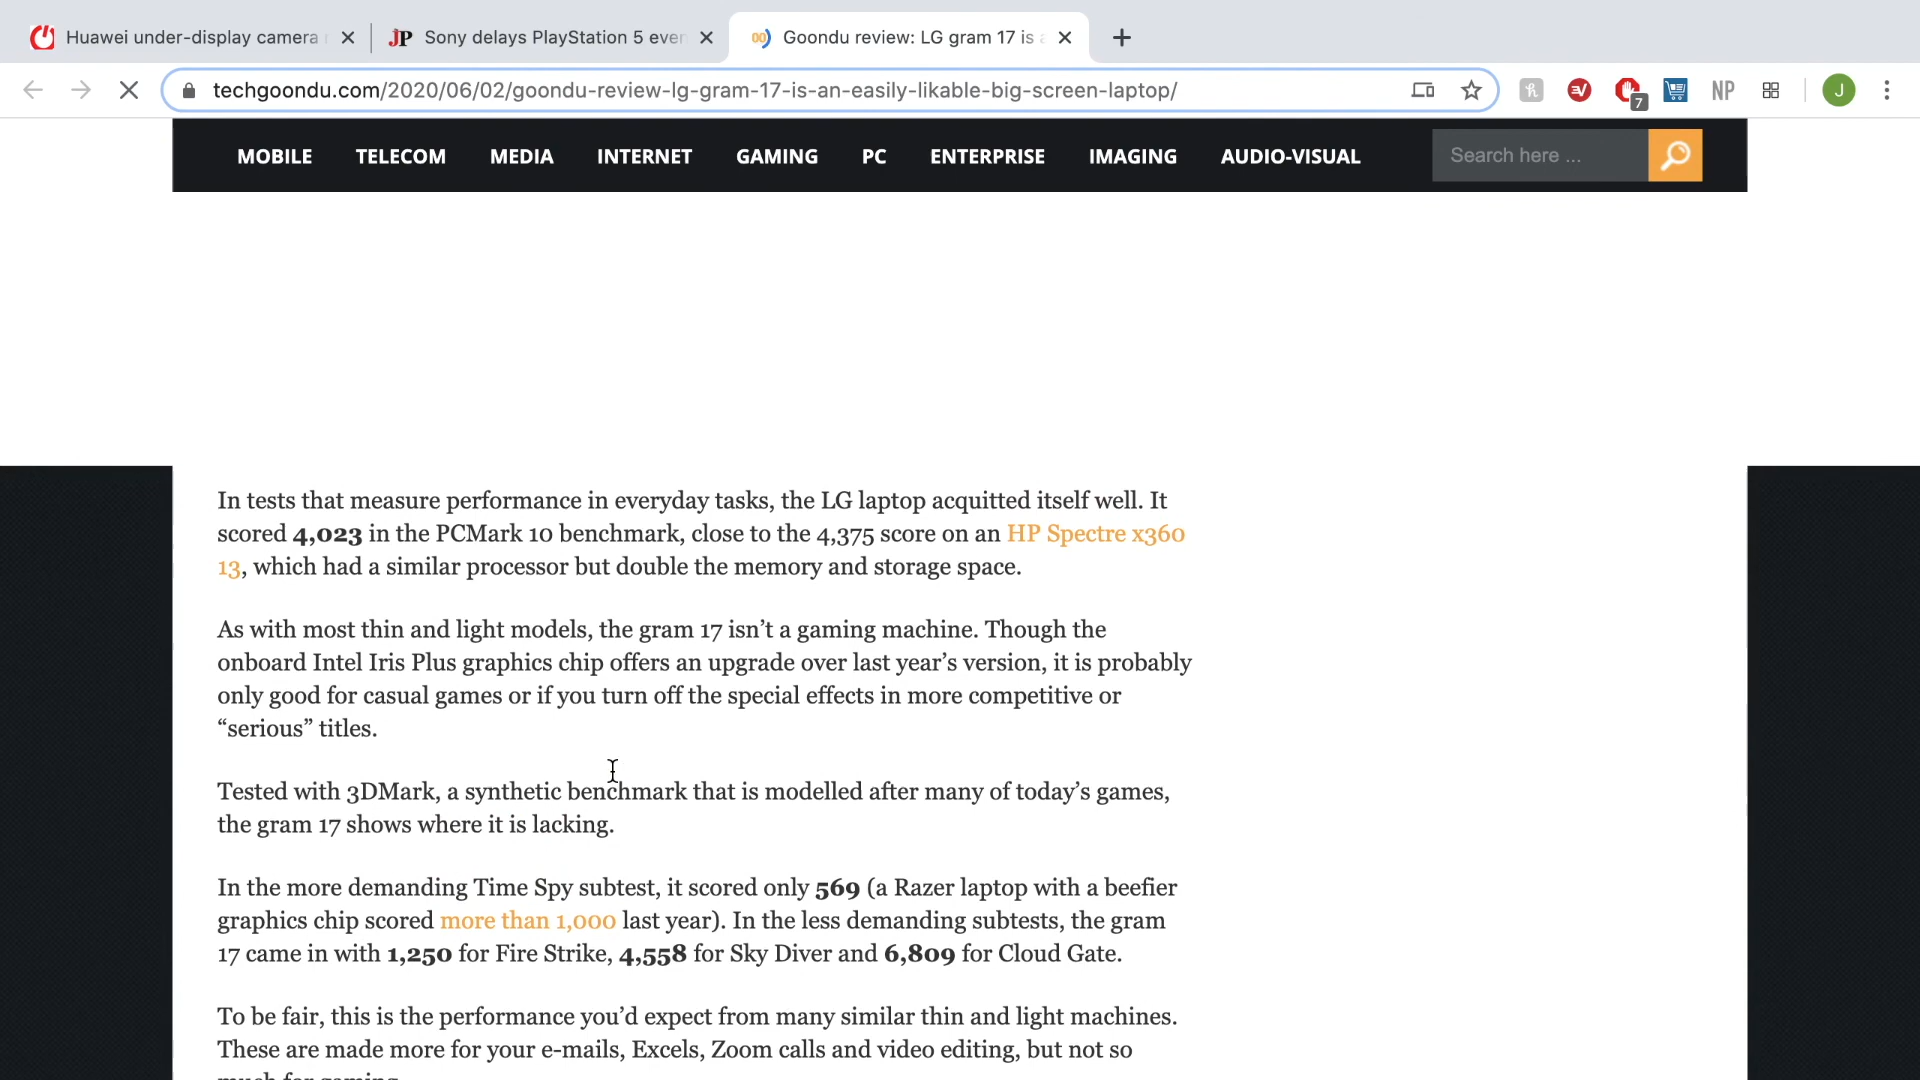 Huawei under-display camera
Sony delays PlayStation 5 even
Goondu review: LG gram 17 is a
techgoondu.com/2020/06/02/goondu-review-lg-gram-17-is-an-easily-likable-big-screen-laptop/
7
NP
J
MOBILE TELECOM MEDIA INTERNET GAMING PC ENTERPRISE IMAGING AUDIO-VISUAL
Search here ...
In tests that measure performance in everyday tasks, the LG laptop acquitted itself well. It
scored 4,023 in the PCMark 10 benchmark, close to the 4,375 score on an HP Spectre x360
13, which had a similar processor but double the memory and storage space.
As with most thin and light models, the gram 17 isn’t a gaming machine. Though the
onboard Intel Iris Plus graphics chip offers an upgrade over last year’s version, it is probably
only good for casual games or if you turn off the special effects in more competitive or
“serious” titles.
Tested with 3DMark, a synthetic benchmark that is modelled after many of today’s games,
the gram 17 shows where it is lacking.
In the more demanding Time Spy subtest, it scored only 569 (a Razer laptop with a beefier
graphics chip scored more than 1,000 last year). In the less demanding subtests, the gram
17 came in with 1,250 for Fire Strike, 4,558 for Sky Diver and 6,809 for Cloud Gate.
To be fair, this is the performance you’d expect from many similar thin and light machines.
These are made more for your e-mails, Excels, Zoom calls and video editing, but not so
much for gaming.